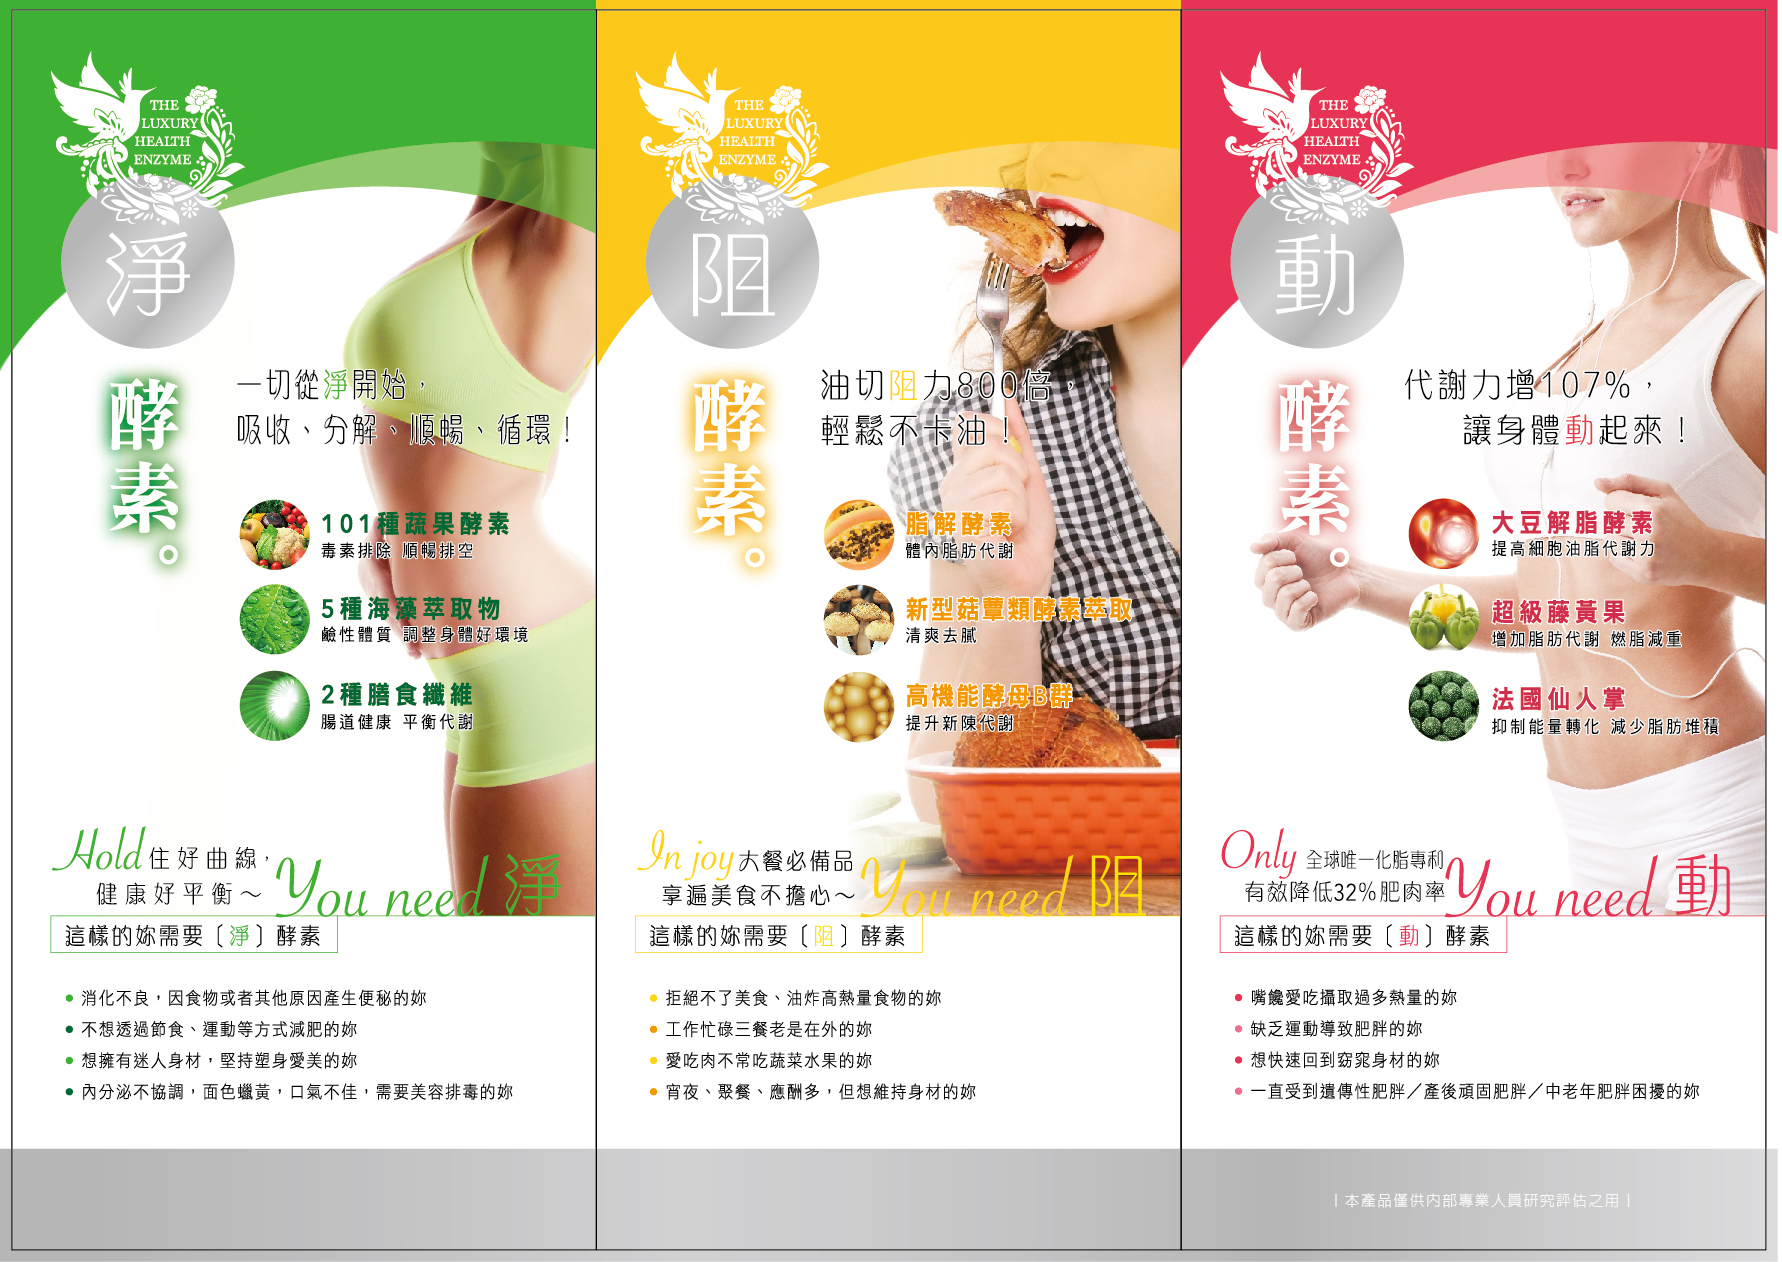 THE
LUXURY
HEALTH
ENZYME
淨
酵素。
一切從淨開始，
吸收、分解、順暢、循環！
101種蔬果酵素
毒素排除 順暢排空
5種海藻萃取物
鹼性體質 調整身體好環境
2種膳食纖維
腸道健康 平衡代謝
Hold 住好曲線，
健康好平衡～
You need 淨
這樣的妳需要〔淨〕酵素
• 消化不良，因食物或者其他原因產生便秘的妳
• 不想透過節食、運動等方式減肥的妳
• 想擁有迷人身材，堅持塑身愛美的妳
• 內分泌不協調，面色蠟黃，口氣不佳，需要美容排毒的妳
THE
LUXURY
HEALTH
ENZYME
阻
酵素。
油切阻力800倍，
輕鬆不卡油！
脂解酵素
體內脂肪代謝
新型菇蕈類酵素萃取
清爽去膩
高機能酵母B群
提升新陳代謝
In joy 大餐必備品
享遍美食不擔心～
You need 阻
這樣的妳需要〔阻〕酵素
• 拒絕不了美食、油炸高熱量食物的妳
• 工作忙碌三餐老是在外的妳
• 愛吃肉不常吃蔬菜水果的妳
• 宵夜、聚餐、應酬多，但想維持身材的妳
THE
LUXURY
HEALTH
ENZYME
動
酵素。
代謝力增107%，
讓身體動起來！
大豆解脂酵素
提高細胞油脂代謝力
超級藤黃果
增加脂肪代謝 燃脂減重
法國仙人掌
抑制能量轉化 減少脂肪堆積
Only 全球唯一化脂專利
有效降低32%肥肉率
You need 動
這樣的妳需要〔動〕酵素
• 嘴饞愛吃攝取過多熱量的妳
• 缺乏運動導致肥胖的妳
• 想快速回到窈窕身材的妳
• 一直受到遺傳性肥胖／產後頑固肥胖／中老年肥胖困擾的妳
｜本產品僅供內部專業人員研究評估之用｜